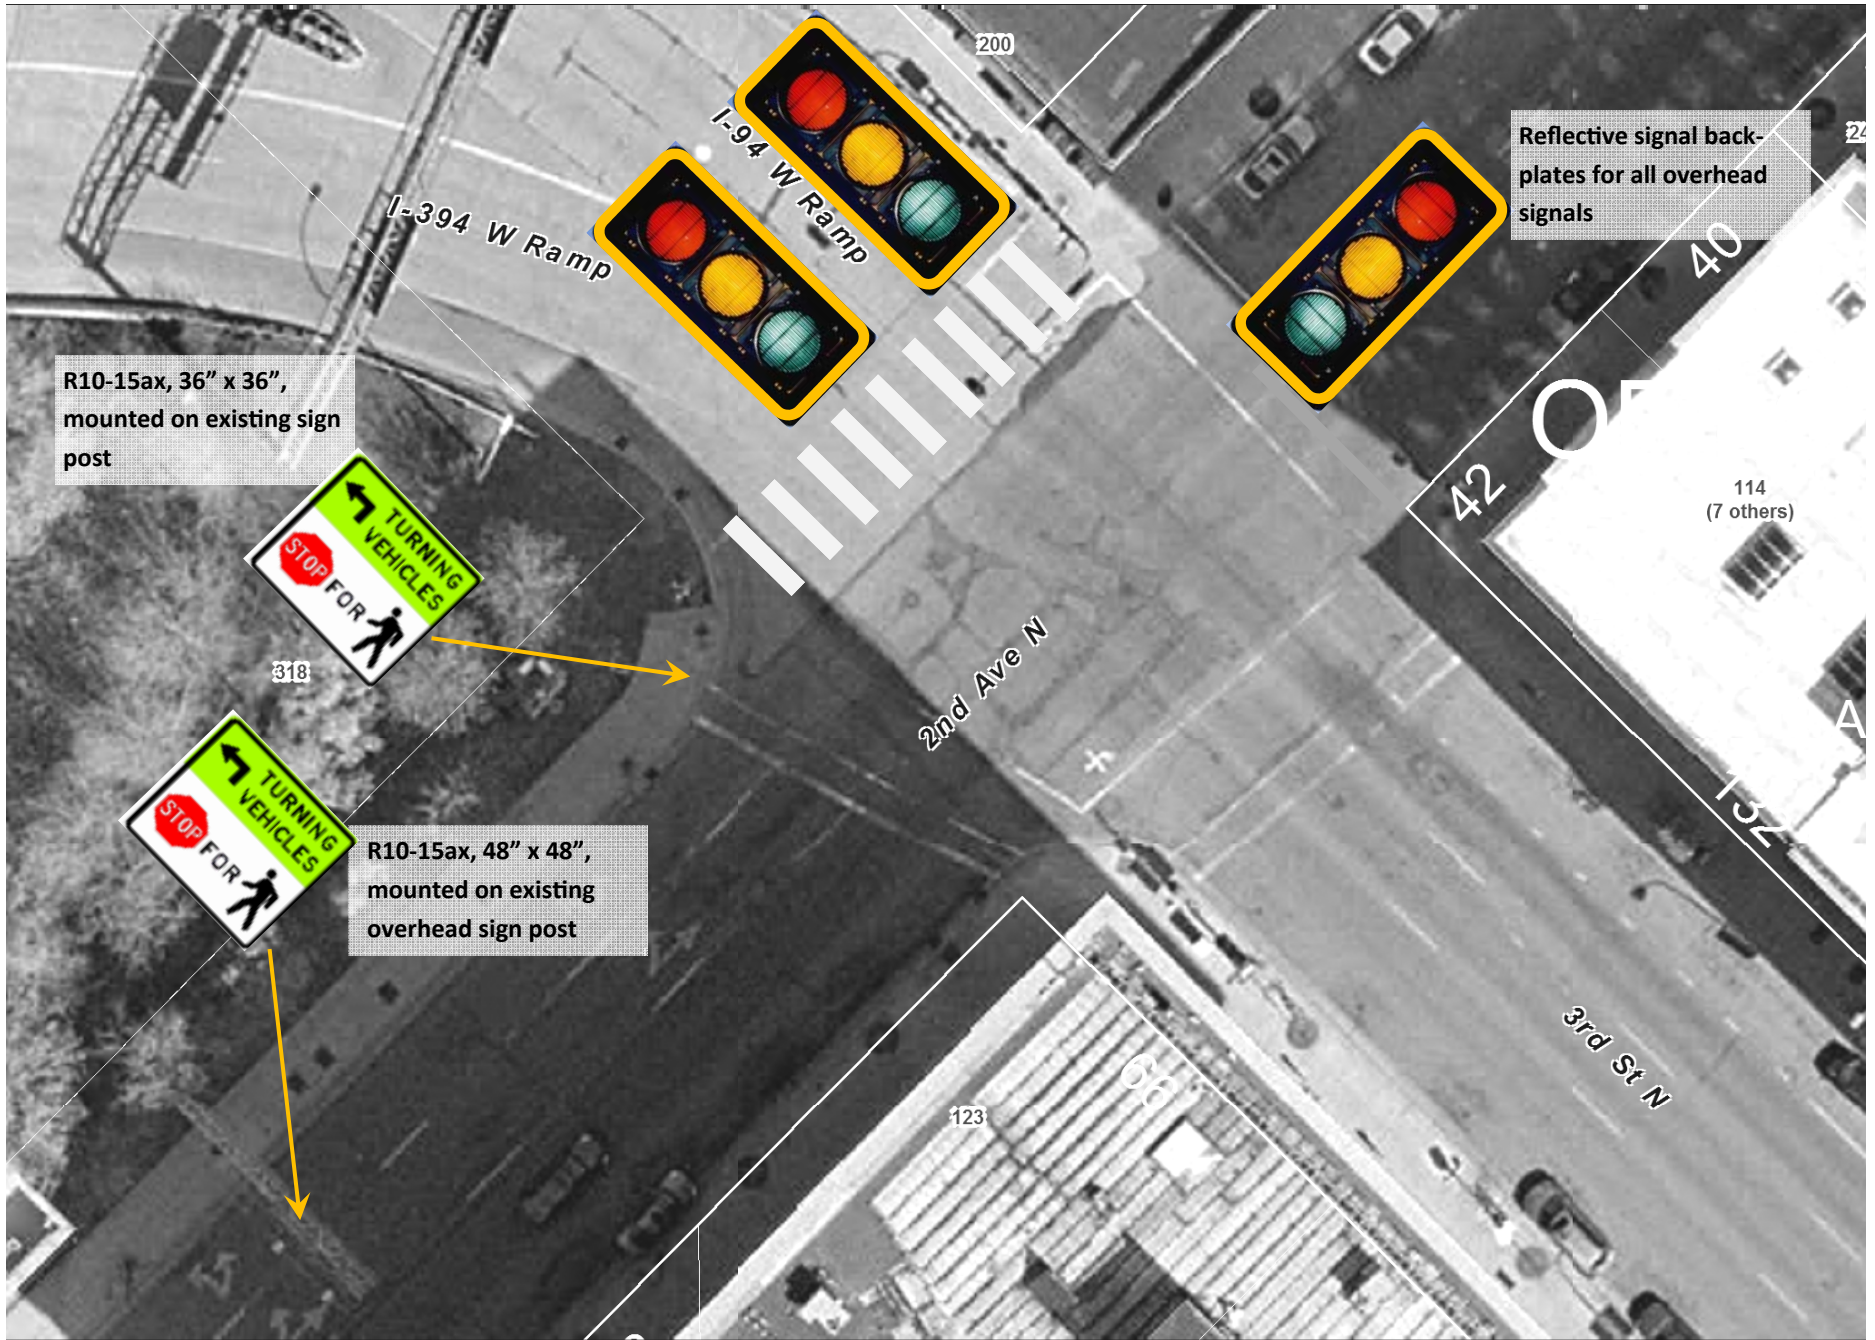 200
I-94 W Ramp
I-394 W Ramp
Reflective signal back-
plates for all overhead
signals
24
40
R10-15ax, 36” x 36”,
mounted on existing sign
post
42
114
(7 others)
TURNING
VEHICLES
STOP
FOR
2nd Ave N
318
132
TURNING
VEHICLES
STOP
FOR
R10-15ax, 48” x 48”,
mounted on existing
overhead sign post
3rd St N
66
123